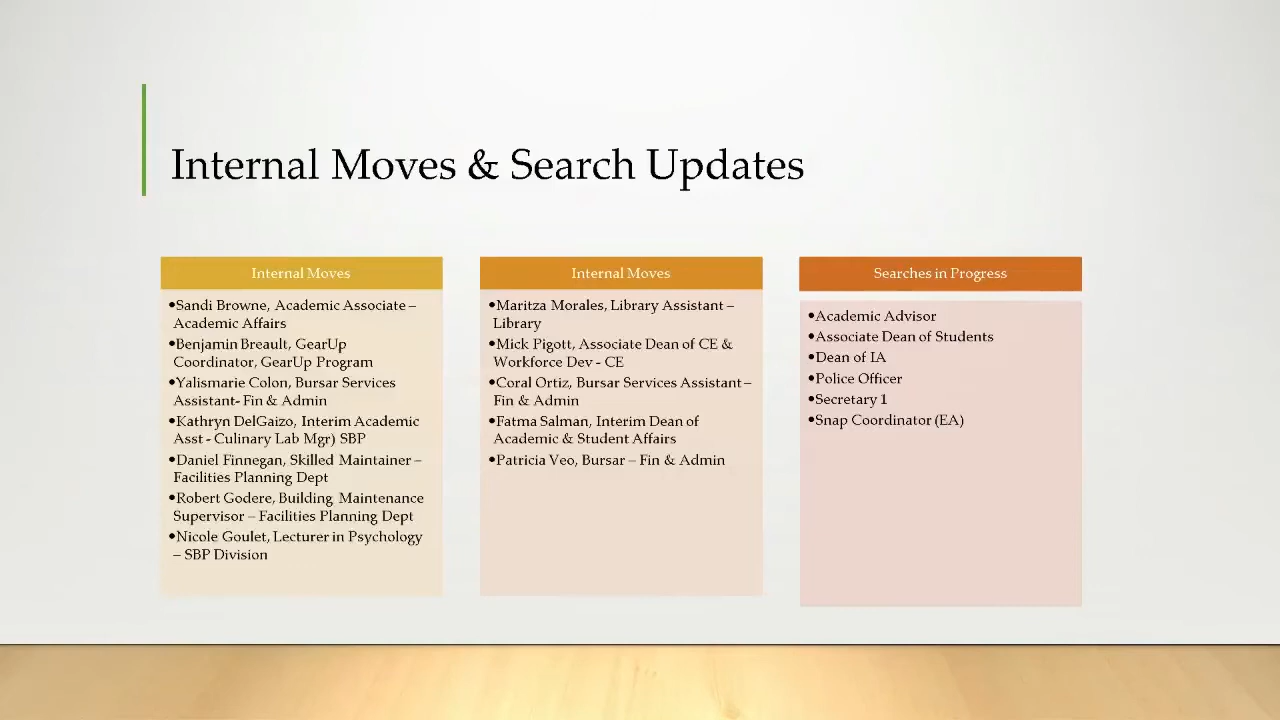 Internal Moves & Search Updates
Internal Moves
•Sandi Browne, Academic Associate –
Academic Affairs
•Benjamin Breault, GearUp
Coordinator, GearUp Program
•Yalismarie Colon, Bursar Services
Assistant- Fin & Admin
•Kathryn DelGaizo, Interim Academic
Asst - Culinary Lab Mgr) SBP
•Daniel Finnegan, Skilled Maintainer –
Facilities Planning Dept
•Robert Godere, Building Maintenance
Supervisor – Facilities Planning Dept
•Nicole Goulet, Lecturer in Psychology
– SBP Division
Internal Moves
•Maritza Morales, Library Assistant –
Library
•Mick Pigott, Associate Dean of CE &
Workforce Dev - CE
•Coral Ortiz, Bursar Services Assistant –
Fin & Admin
•Fatma Salman, Interim Dean of
Academic & Student Affairs
•Patricia Veo, Bursar – Fin & Admin
Searches in Progress
•Academic Advisor
•Associate Dean of Students
•Dean of IA
•Police Officer
•Secretary 1
•Snap Coordinator (EA)